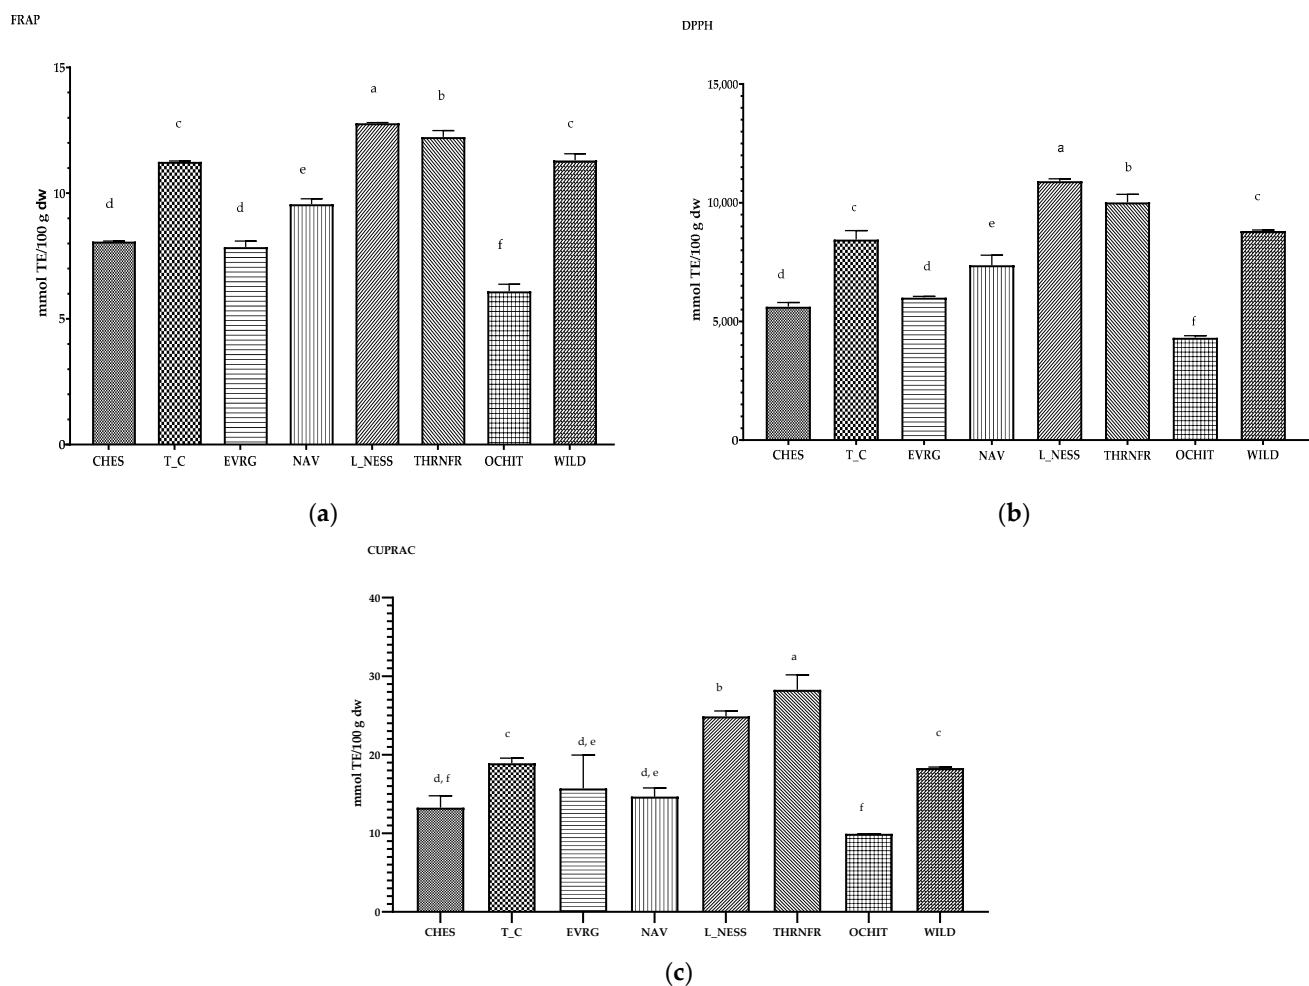 FRAP
mmol TE/100 g dw
15
10
5
0
d
c
d
e
a
b
f
c
CHES T_C EVRG NAV L_NESS THRNFR OCHIT WILD
(a)
DPPH
mmol TE/100 g dw
15,000
10,000
5,000
0
d
c
d
e
a
b
f
c
CHES T_C EVRG NAV L_NESS THRNFR OCHIT WILD
(b)
CUPRAC
mmol TE/100 g dw
40
30
20
10
0
d, f
c
d, e
d, e
b
a
f
c
CHES T_C EVRG NAV L_NESS THRNFR OCHIT WILD
(c)